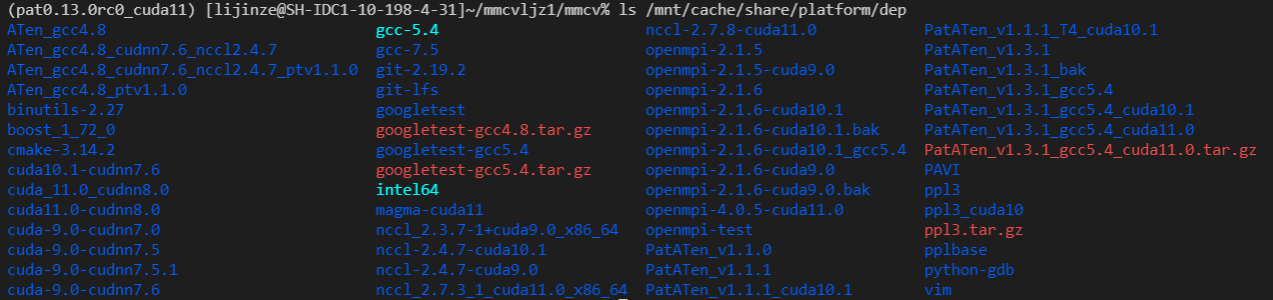 (pat0.13.0rc0_cuda11) [lijinze@SH-IDC1-10-198-4-31]~/mmcvljz1/mmcv% ls /mnt/cache/share/platform/dep
ATen_gcc4.8 gcc-5.4 nccl-2.7.8-cuda11.0 PatATen_v1.1.1_T4_cuda10.1
ATen_gcc4.8_cudnn7.6_nccl2.4.7 gcc-7.5 openmpi-2.1.5 PatATen_v1.3.1
ATen_gcc4.8_cudnn7.6_nccl2.4.7_ptv1.1.0 git-2.19.2 openmpi-2.1.5-cuda9.0 PatATen_v1.3.1_bak
ATen_gcc4.8_ptv1.1.0 git-lfs openmpi-2.1.6 PatATen_v1.3.1_gcc5.4
binutils-2.27 googletest openmpi-2.1.6-cuda10.1 PatATen_v1.3.1_gcc5.4_cuda10.1
boost_1_72_0 googletest-gcc4.8.tar.gz openmpi-2.1.6-cuda10.1.bak PatATen_v1.3.1_gcc5.4_cuda11.0
cmake-3.14.2 googletest-gcc5.4 openmpi-2.1.6-cuda10.1_gcc5.4 PatATen_v1.3.1_gcc5.4_cuda11.0.tar.gz
cuda10.1-cudnn7.6 googletest-gcc5.4.tar.gz openmpi-2.1.6-cuda9.0 PAVI
cuda_11.0_cudnn8.0 intel64 openmpi-2.1.6-cuda9.0.bak ppl3
cuda11.0-cudnn8.0 magma-cuda11 openmpi-4.0.5-cuda11.0 ppl3_cuda10
cuda-9.0-cudnn7.0 nccl_2.3.7-1+cuda9.0_x86_64 openmpi-test ppl3.tar.gz
cuda-9.0-cudnn7.5 nccl-2.4.7-cuda10.1 PatATen_v1.1.0 pplbase
cuda-9.0-cudnn7.5.1 nccl-2.4.7-cuda9.0 PatATen_v1.1.1 python-gdb
cuda-9.0-cudnn7.6 nccl_2.7.3_1_cuda11.0_x86_64 PatATen_v1.1.1_cuda10.1 vim